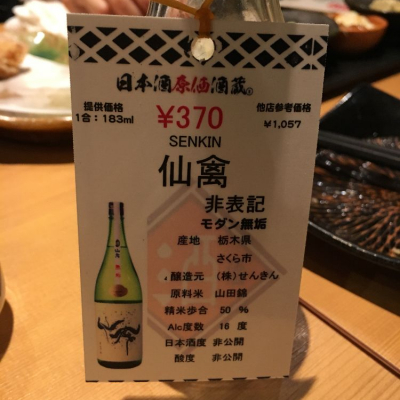 日本酒原価酒蔵®
提供価格
1合：183ml
¥370
他店参考価格
¥1,057
SENKIN
仙禽
非表記
モダン無垢
産地 栃木県
さくら市
醸造元 （株）せんきん
原料米 山田錦
精米歩合 50 %
Alc度数 16 度
日本酒度 非公開
酸度 非公開